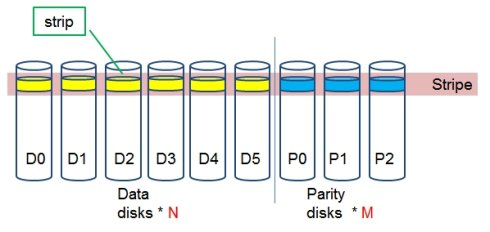 strip
Stripe
D0 D1 D2 D3 D4 D5 P0 P1 P2
Data
disks * N
Parity
disks * M